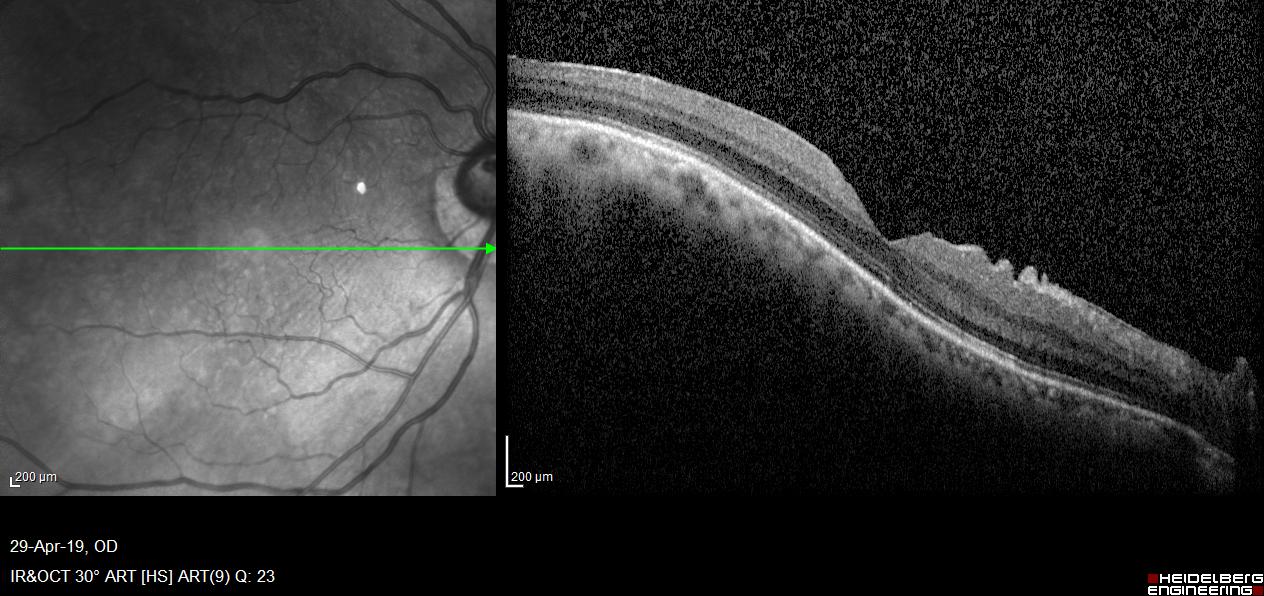 200 µm
200 µm
29-Apr-19, OD
IR&OCT 30° ART [HS] ART(9) Q: 23
HEIDELBERG
ENGINEERING